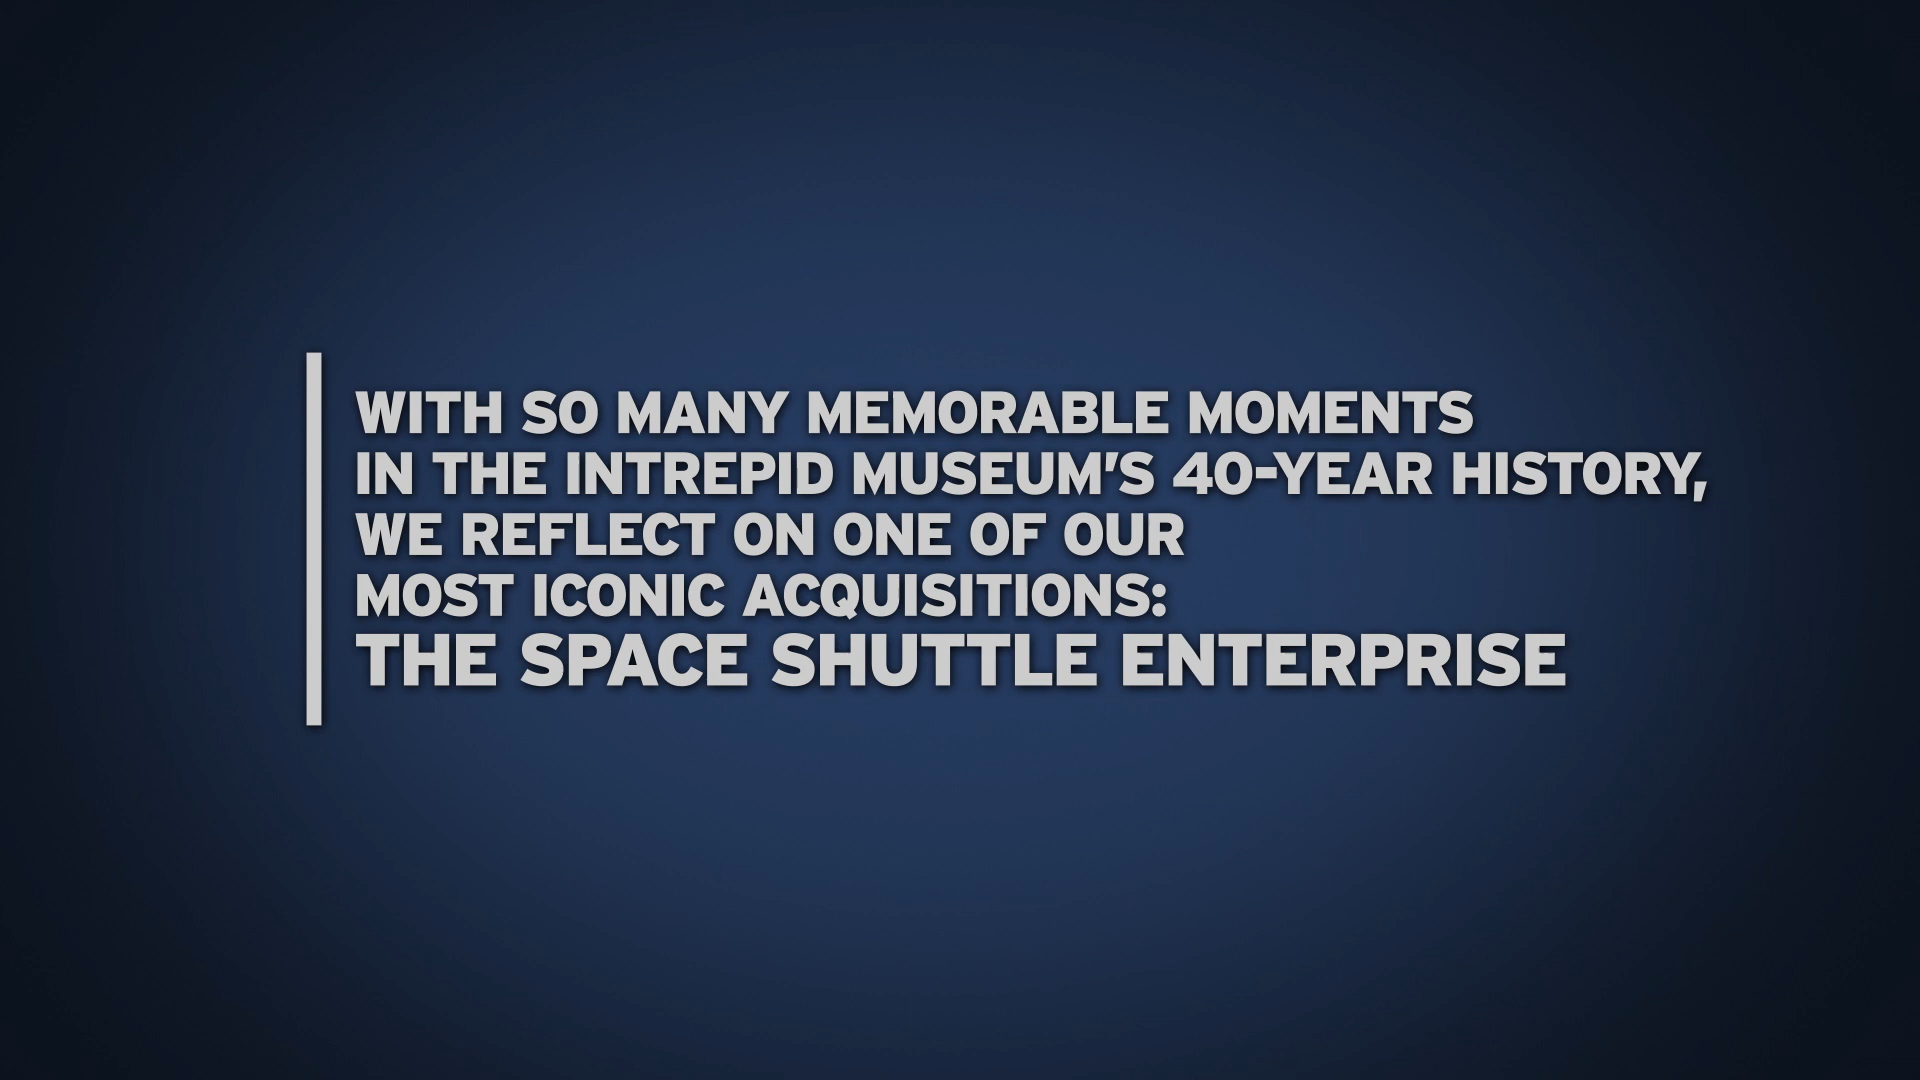 WITH SO MANY MEMORABLE MOMENTS
IN THE INTREPID MUSEUM'S 40-YEAR HISTORY,
WE REFLECT ON ONE OF OUR
MOST ICONIC ACQUISITIONS:
THE SPACE SHUTTLE ENTERPRISE